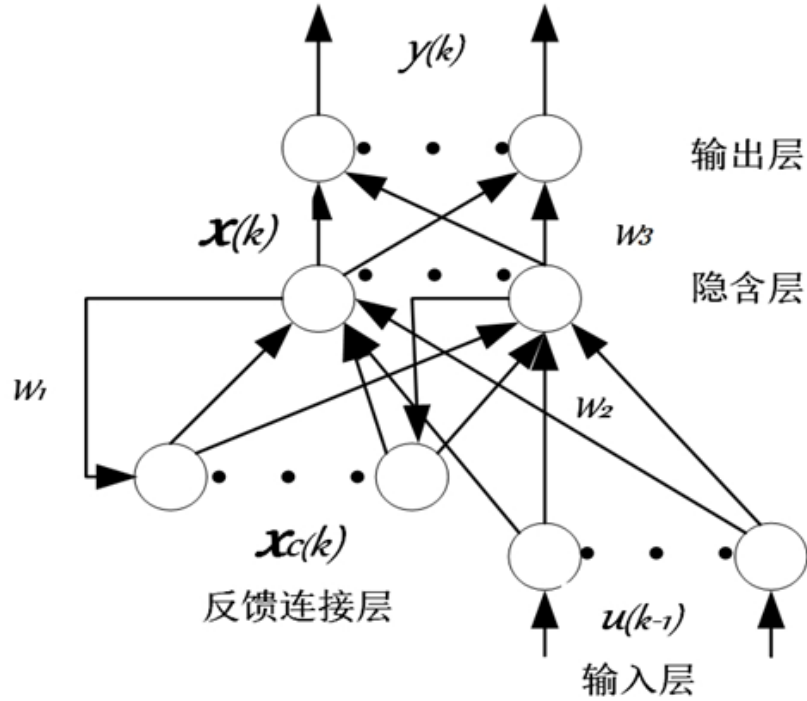 y(k)
输出层
x(k)
w3
隐含层
w1
w2
xc(k)
反馈连接层
u(k-1)
输入层